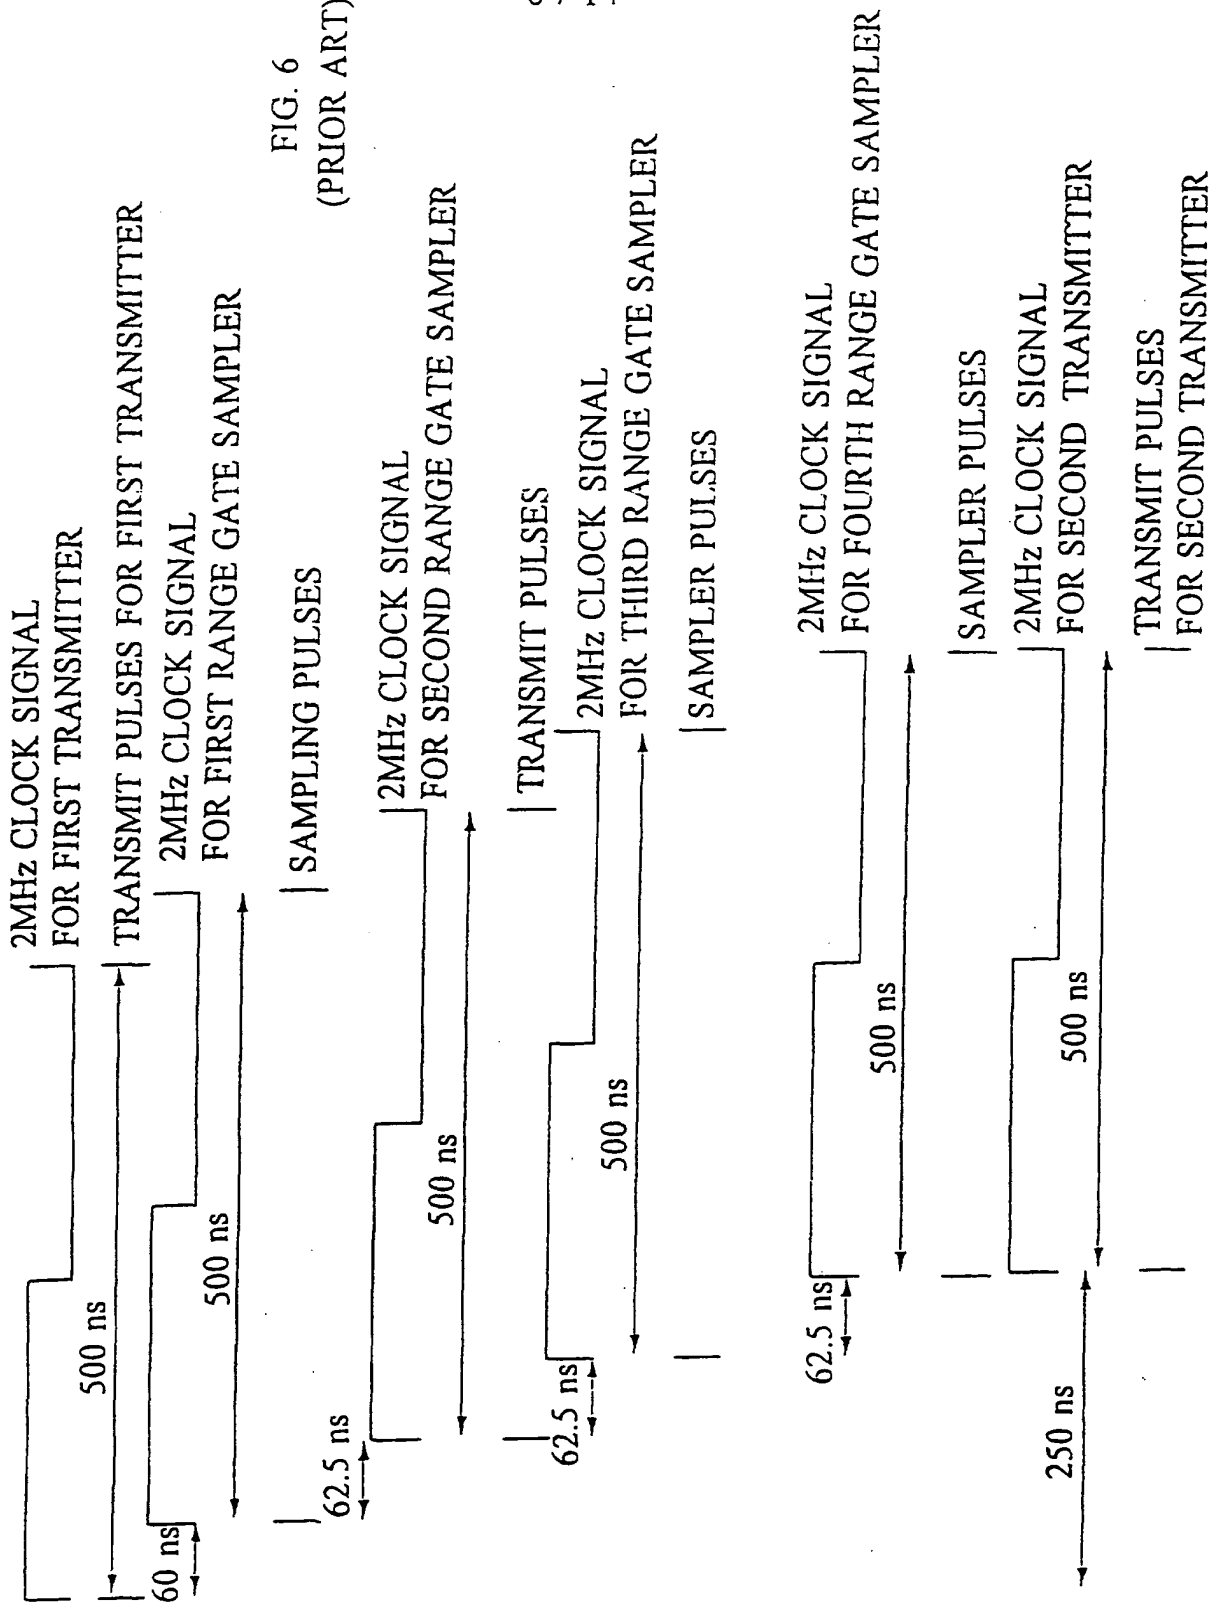 2MHz CLOCK SIGNAL
FOR FIRST TRANSMITTER
500 ns
TRANSMIT PULSES FOR FIRST TRANSMITTER
60 ns
2MHz CLOCK SIGNAL
FOR FIRST RANGE GATE SAMPLER
500 ns
SAMPLING PULSES
FIG. 6
(PRIOR ART)
62.5 ns
2MHz CLOCK SIGNAL
FOR SECOND RANGE GATE SAMPLER
500 ns
TRANSMIT PULSES
62.5 ns
2MHz CLOCK SIGNAL
FOR THIRD RANGE GATE SAMPLER
500 ns
SAMPLER PULSES
62.5 ns
2MHz CLOCK SIGNAL
FOR FOURTH RANGE GATE SAMPLER
500 ns
SAMPLER PULSES
2MHz CLOCK SIGNAL
FOR SECOND TRANSMITTER
500 ns
250 ns
TRANSMIT PULSES
FOR SECOND TRANSMITTER